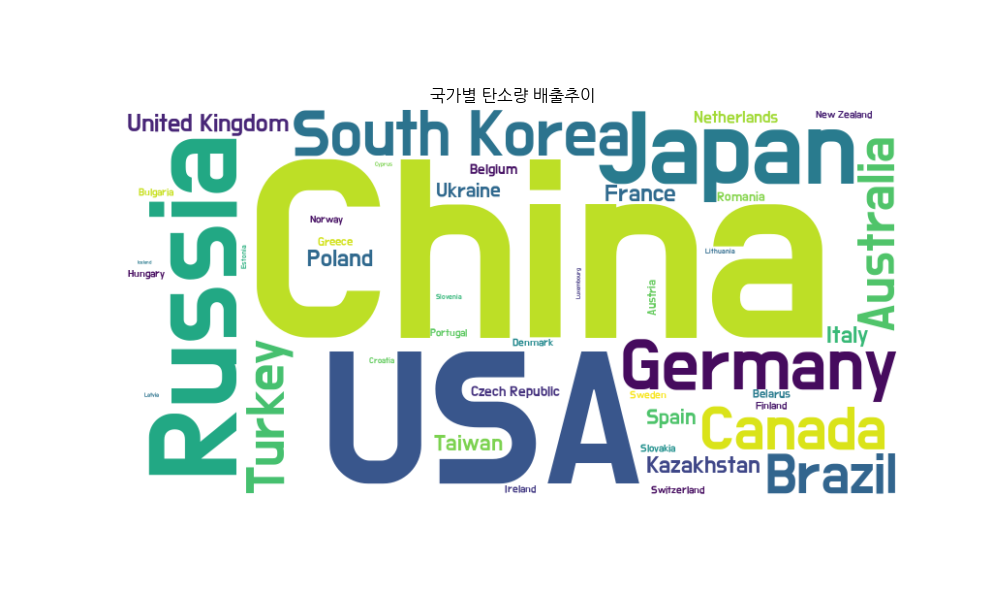 국가별 탄소량 배출추이
United Kingdom
South Korea
Japan
Netherlands
New Zealand
Russia
China
Australia
Cyprus
Belgium
Ukraine
France
Romania
Bulgaria
Norway
Greece
Poland
Estonia
Lithuania
Iceland
Hungary
Slovenia
Luxembourg
Austria
Portugal
Denmark
Italy
Turkey
USA
Germany
Croatia
Czech Republic
Sweden
Belarus
Finland
Latvia
Spain
Canada
Taiwan
Slovakia
Kazakhstan
Brazil
Ireland
Switzerland